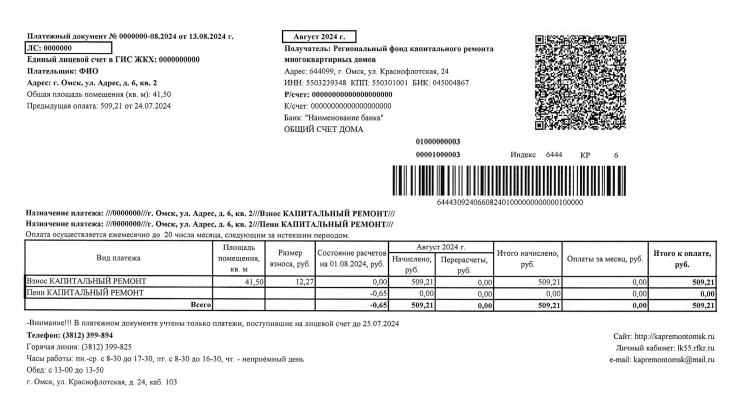 Платежный документ № 0000000-08.2024 от 13.08.2024 г.
ЛС: 0000000
Единый лицевой счет в ГИС ЖКХ: 0000000000
Плательщик: ФИО
Адрес: г. Омск, ул. Адрес, д. 6, кв. 2
Общая площадь помещения (кв. м): 41,50
Предыдущая оплата: 509,21 от 24.07.2024
Август 2024 г.
Получатель: Региональный фонд капитального ремонта
многоквартирных домов
Адрес: 644099, г. Омск, ул. Краснофлотская, 24
ИНН: 5503239348 КПП: 550301001 БИК: 045004867
Р/счет: 00000000000000000000
К/счет: 00000000000000000000
Банк: "Наименование банка"
ОБЩИЙ СЧЕТ ДОМА
01000000003
00001000003 Индекс 6444 КР 6
Назначение платежа: ///0000000///г. Омск, ул. Адрес, д. 6, кв. 2///Взнос КАПИТАЛЬНЫЙ РЕМОНТ///
Назначение платежа: ///0000000///г. Омск, ул. Адрес, д. 6, кв. 2///Пени КАПИТАЛЬНЫЙ РЕМОНТ///
Оплата осуществляется ежемесячно до 20 числа месяца, следующим за истекшим периодом.
Вид платежа Площадь помещения, кв. м Размер взноса, руб. Состояние расчетов на 01.08.2024, руб. Август 2024 г. Начислено, руб. Перерасчеты, руб. Итого начислено, руб. Оплаты за месяц, руб. Итого к оплате, руб.
Взнос КАПИТАЛЬНЫЙ РЕМОНТ 41,50 12,27 0,00 509,21 0,00 509,21 0,00 509,21
Пени КАПИТАЛЬНЫЙ РЕМОНТ -0,65 0,00 0,00 0,00 0,00 0,00
Всего -0,65 509,21 0,00 509,21 0,00 509,21
-Внимание!!! В платежном документе учтены только платежи, поступившие на лицевой счет до 25.07.2024
Телефон: (3812) 399-894
Горячая линия: (3812) 399-825
Часы работы: пн.-ср. с 8-30 до 17-30, пт. с 8-30 до 16-30, чт. - неприёмный день
Обед: с 13-00 до 13-50
г. Омск, ул. Краснофлотская, д. 24, каб. 103
Сайт: http://kapremontomsk.ru
Личный кабинет: lk55.rfkr.ru
e-mail: kapremontomsk@mail.ru